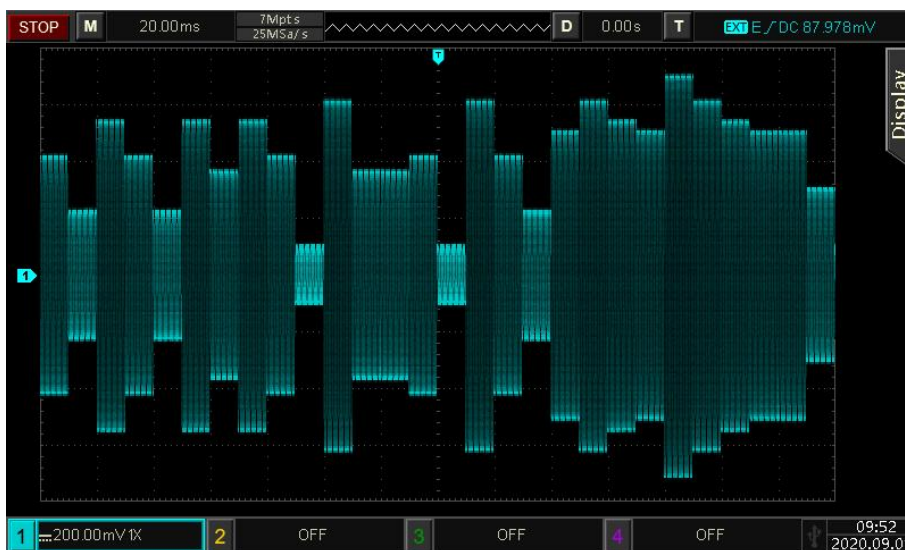 STOP M 20.00ms 7Mpts D 0.00s T EXT E DC 87.978mV
25MSa/s
T
Display
1
1 200.00mV 1X 2 OFF 3 OFF 4 OFF 09:52
2020.09.0